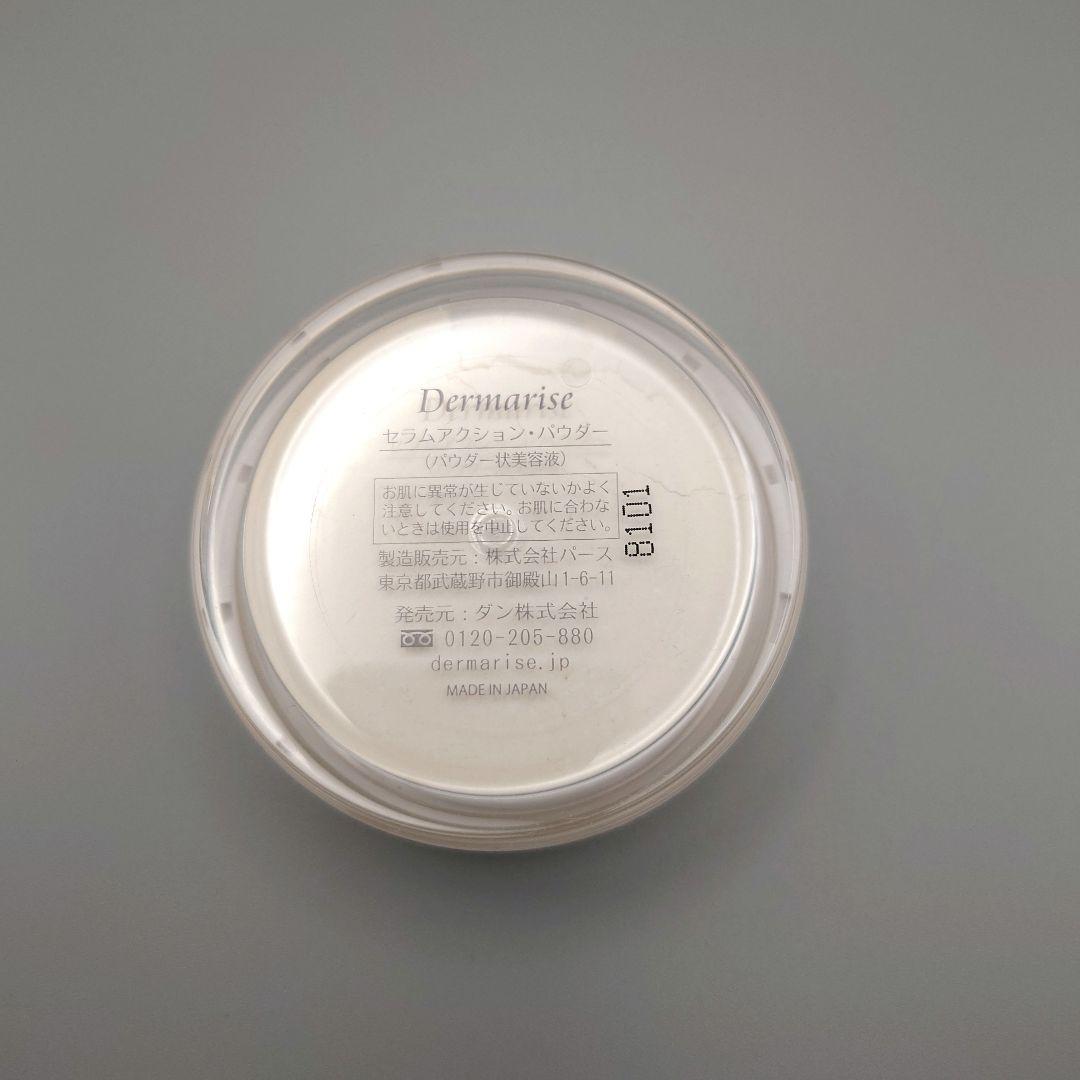 Dermarise
セラムアクション・パウダー
（パウダー状美容液）
お肌に異常が生じていないかよく
注意してください。お肌に合わな
いときは使用を中止してください。
製造販売元：株式会社パース
東京都武蔵野市御殿山1-6-11
発売元：ダン株式会社
0120-205-880
dermarise.jp
MADE IN JAPAN
8101